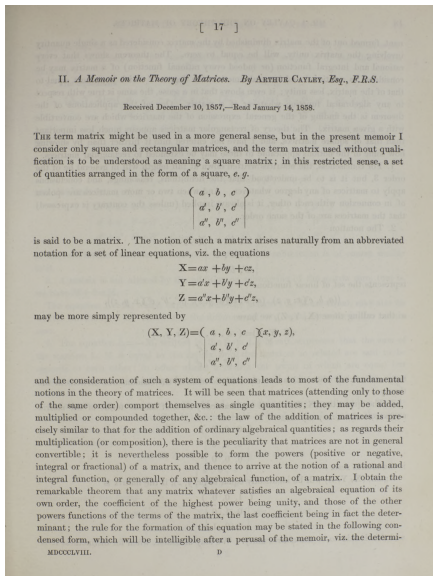 [ 17 ]
II. A Memoir on the Theory of Matrices. By ARTHUR CAYLEY, Esq., F.R.S.
Received December 10, 1857,—Read January 14, 1858.
THE term matrix might be used in a more general sense, but in the present memoir I
consider only square and rectangular matrices, and the term matrix used without quali-
fication is to be understood as meaning a square matrix; in this restricted sense, a set
of quantities arranged in the form of a square, e. g.
( a , b , c )
| a', b', c' |
| a'', b'', c'' |
is said to be a matrix. The notion of such a matrix arises naturally from an abbreviated
notation for a set of linear equations, viz. the equations
X=ax +by +cz,
Y=a'x+b'y+c'z,
Z =a''x+b''y+c''z,
may be more simply represented by
(X, Y, Z)=( a , b , c )(x, y, z),
| a', b', c' |
| a'', b'', c'' |
and the consideration of such a system of equations leads to most of the fundamental
notions in the theory of matrices. It will be seen that matrices (attending only to those
of the same order) comport themselves as single quantities; they may be added,
multiplied or compounded together, &c.: the law of the addition of matrices is pre-
cisely similar to that for the addition of ordinary algebraical quantities; as regards their
multiplication (or composition), there is the peculiarity that matrices are not in general
convertible; it is nevertheless possible to form the powers (positive or negative,
integral or fractional) of a matrix, and thence to arrive at the notion of a rational and
integral function, or generally of any algebraical function, of a matrix. I obtain the
remarkable theorem that any matrix whatever satisfies an algebraical equation of its
own order, the coefficient of the highest power being unity, and those of the other
powers functions of the terms of the matrix, the last coefficient being in fact the deter-
minant; the rule for the formation of this equation may be stated in the following con-
densed form, which will be intelligible after a perusal of the memoir, viz. the determi-
MDCCCLVIII. D